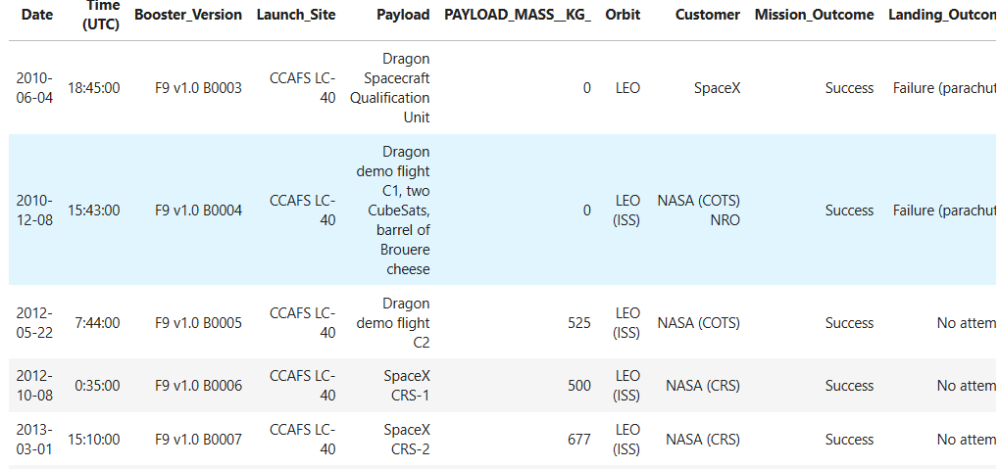 Date Time (UTC) Booster_Version Launch_Site Payload PAYLOAD_MASS__KG_ Orbit Customer Mission_Outcome Landing_Outcom
2010-06-04 18:45:00 F9 v1.0 B0003 CCAFS LC-40 Dragon Spacecraft Qualification Unit 0 LEO SpaceX Success Failure (parachut
2010-12-08 15:43:00 F9 v1.0 B0004 CCAFS LC-40 Dragon demo flight C1, two CubeSats, barrel of Brouere cheese 0 LEO (ISS) NASA (COTS) NRO Success Failure (parachut
2012-05-22 7:44:00 F9 v1.0 B0005 CCAFS LC-40 Dragon demo flight C2 525 LEO (ISS) NASA (COTS) Success No attem
2012-10-08 0:35:00 F9 v1.0 B0006 CCAFS LC-40 SpaceX CRS-1 500 LEO (ISS) NASA (CRS) Success No attem
2013-03-01 15:10:00 F9 v1.0 B0007 CCAFS LC-40 SpaceX CRS-2 677 LEO (ISS) NASA (CRS) Success No attem